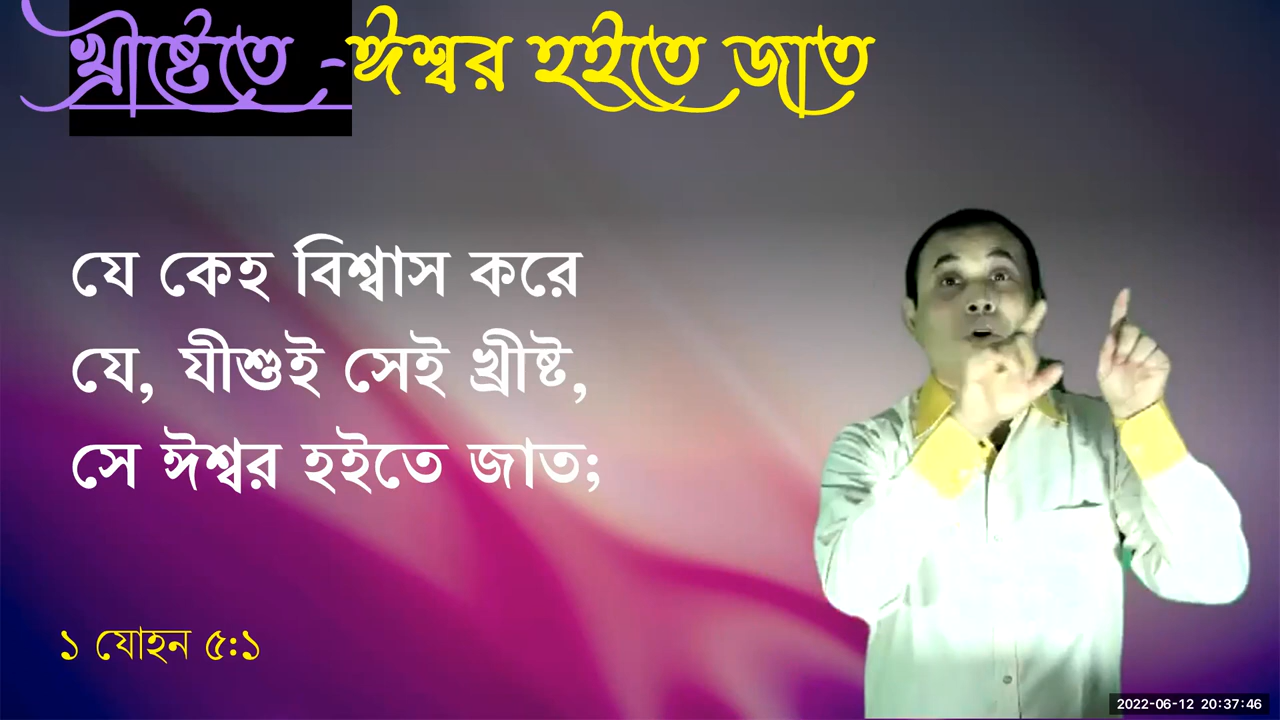 খ্রীষ্টেতে -ঈশ্বর হইতে জাত
যে কেহ বিশ্বাস করে
যে, যীশুই সেই খ্রীষ্ট,
সে ঈশ্বর হইতে জাত;
১ যোহন ৫:১
2022-06-12 20:37:46